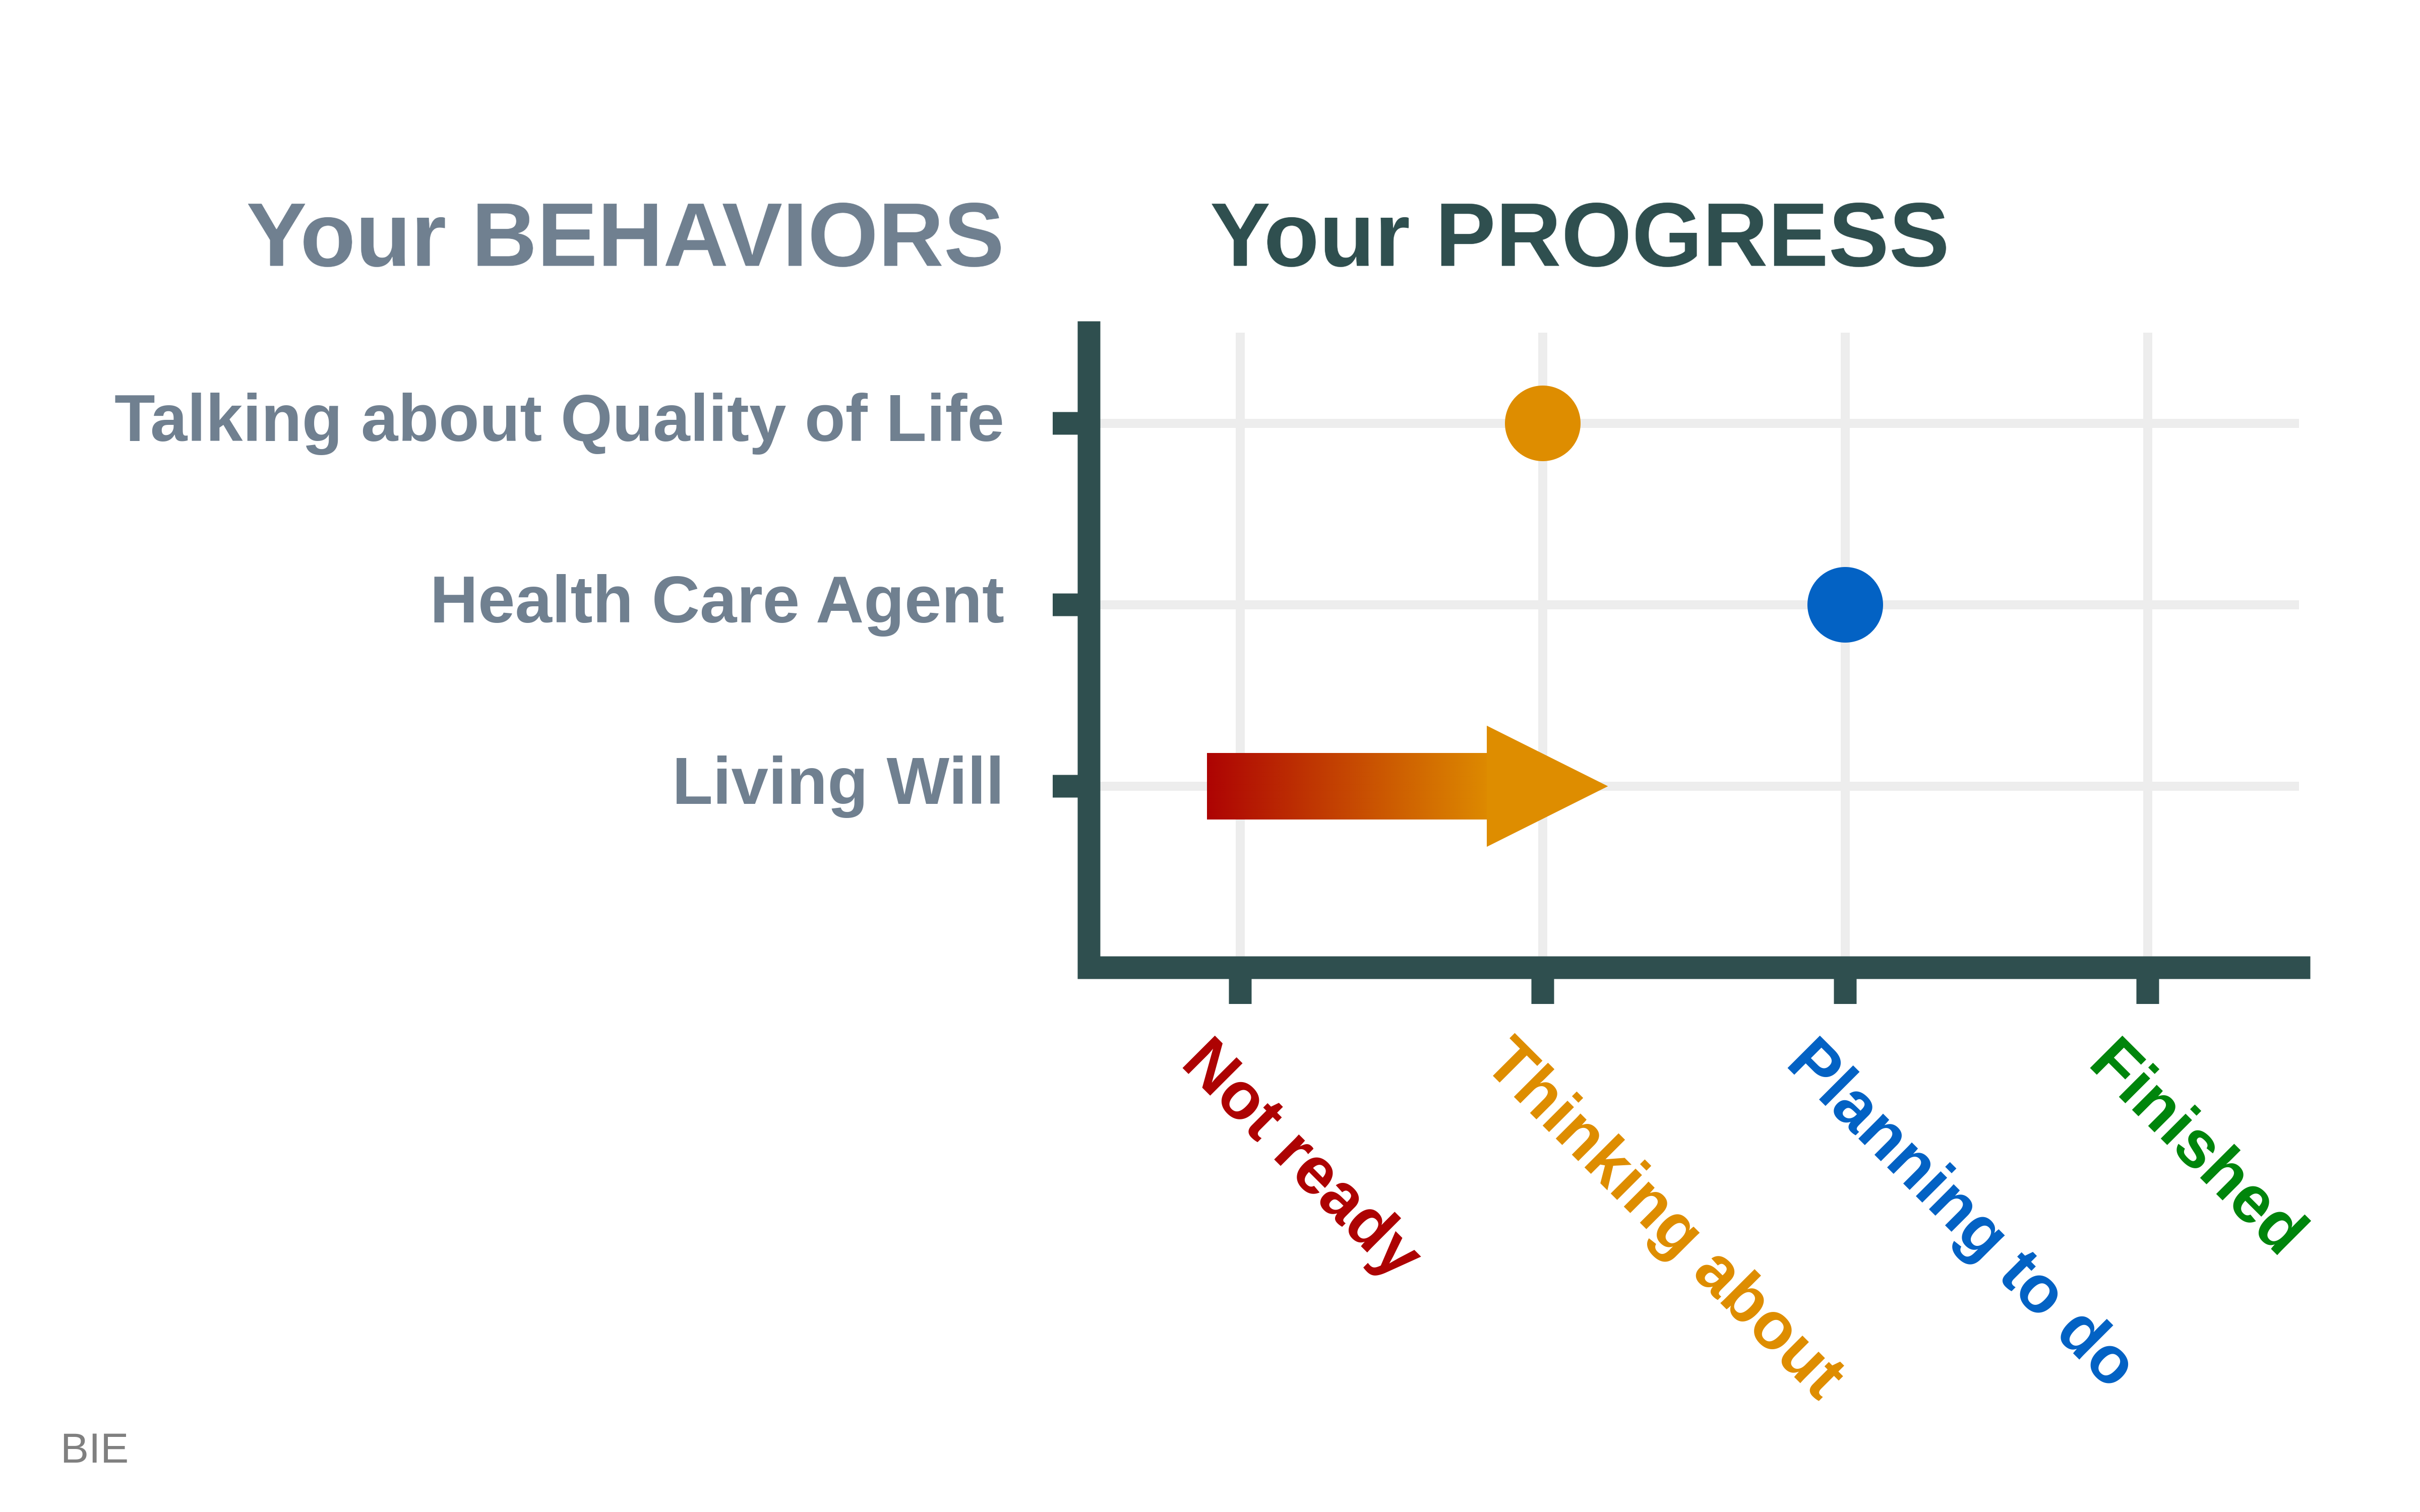 Your BEHAVIORS
Your PROGRESS
Talking about Quality of Life
Health Care Agent
Living Will
Not ready
Thinking about
Planning to do
Finished
BIE